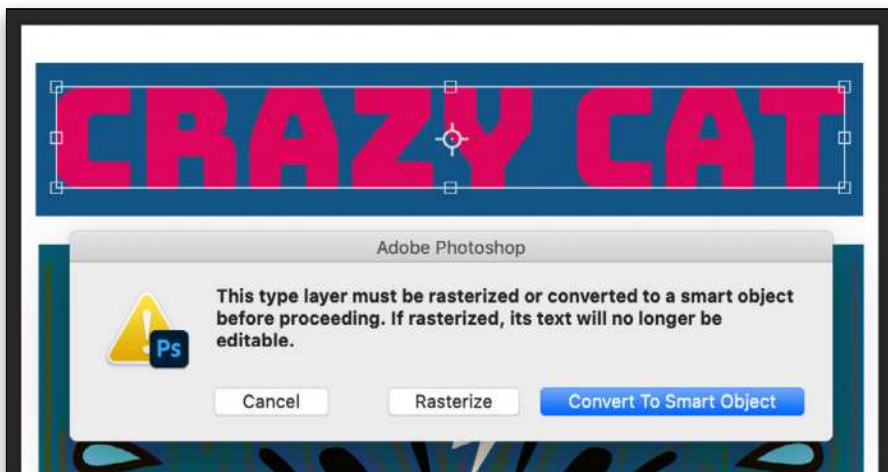 CRAZY CAT
Adobe Photoshop
This type layer must be rasterized or converted to a smart object
before proceeding. If rasterized, its text will no longer be
editable.
Ps
Cancel Rasterize Convert To Smart Object